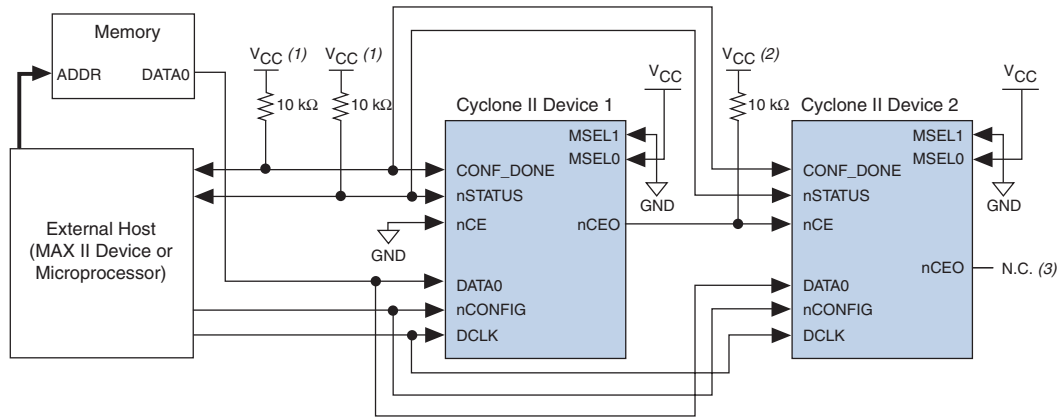 Memory
ADDR DATA0
VCC (1)
10 kΩ
VCC (1)
10 kΩ
External Host
(MAX II Device or
Microprocessor)
GND
Cyclone II Device 1
MSEL1
MSEL0
CONF_DONE
nSTATUS
nCE
nCEO
DATA0
nCONFIG
DCLK
VCC
GND
VCC (2)
10 kΩ
Cyclone II Device 2
MSEL1
MSEL0
CONF_DONE
nSTATUS
nCE
nCEO
N.C. (3)
DATA0
nCONFIG
DCLK
VCC
GND